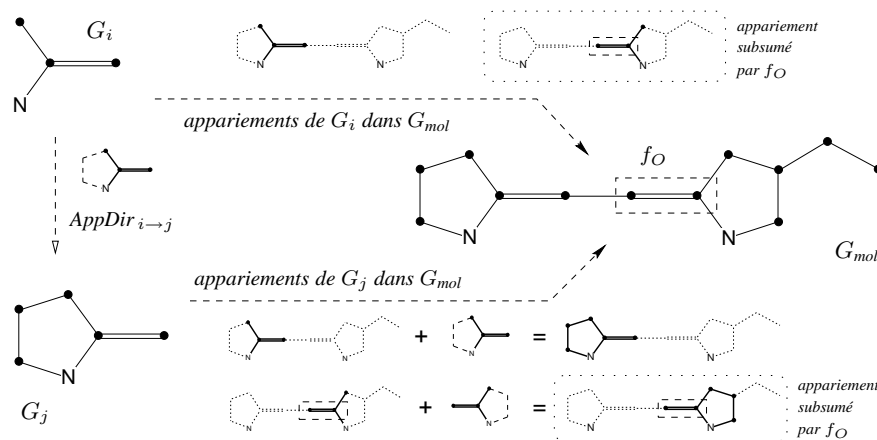 G_i
N
N
N
N
N
appariement
subsumé
par f_O
appariements de G_i dans G_mol
f_O
N
AppDir i→j
N
N
G_mol
appariements de G_j dans G_mol
N
G_j
N
N
+
N
=
N
N
N
N
+
N
=
N
N
appariement
subsumé
par f_O